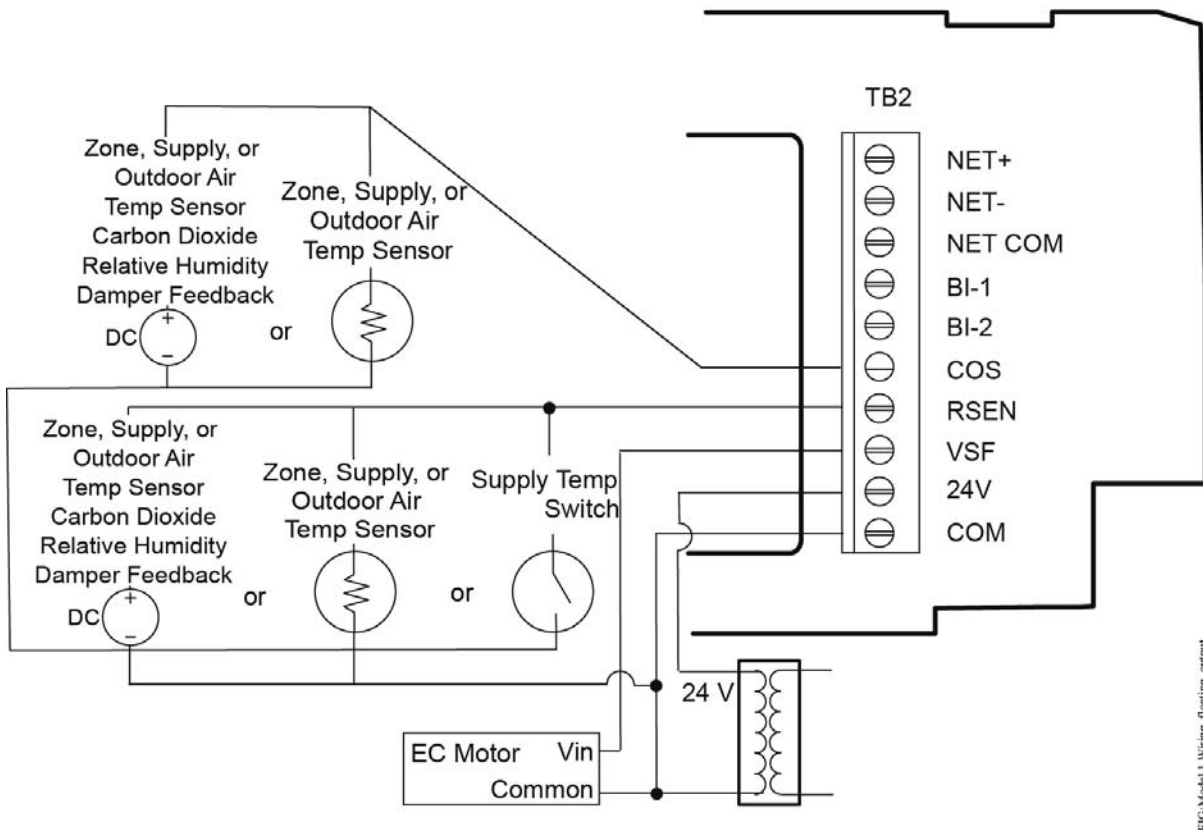 TB2
NET+
NET-
NET COM
BI-1
BI-2
COS
RSEN
VSF
24V
COM
Zone, Supply, or
Outdoor Air
Temp Sensor
Carbon Dioxide
Relative Humidity
Damper Feedback
+
DC
−
or
Zone, Supply, or
Outdoor Air
Temp Sensor
Zone, Supply, or
Outdoor Air
Temp Sensor
Carbon Dioxide
Relative Humidity
Damper Feedback
+
DC
−
or
Zone, Supply, or
Outdoor Air
Temp Sensor
or
Supply Temp
Switch
24 V
EC Motor Vin
Common